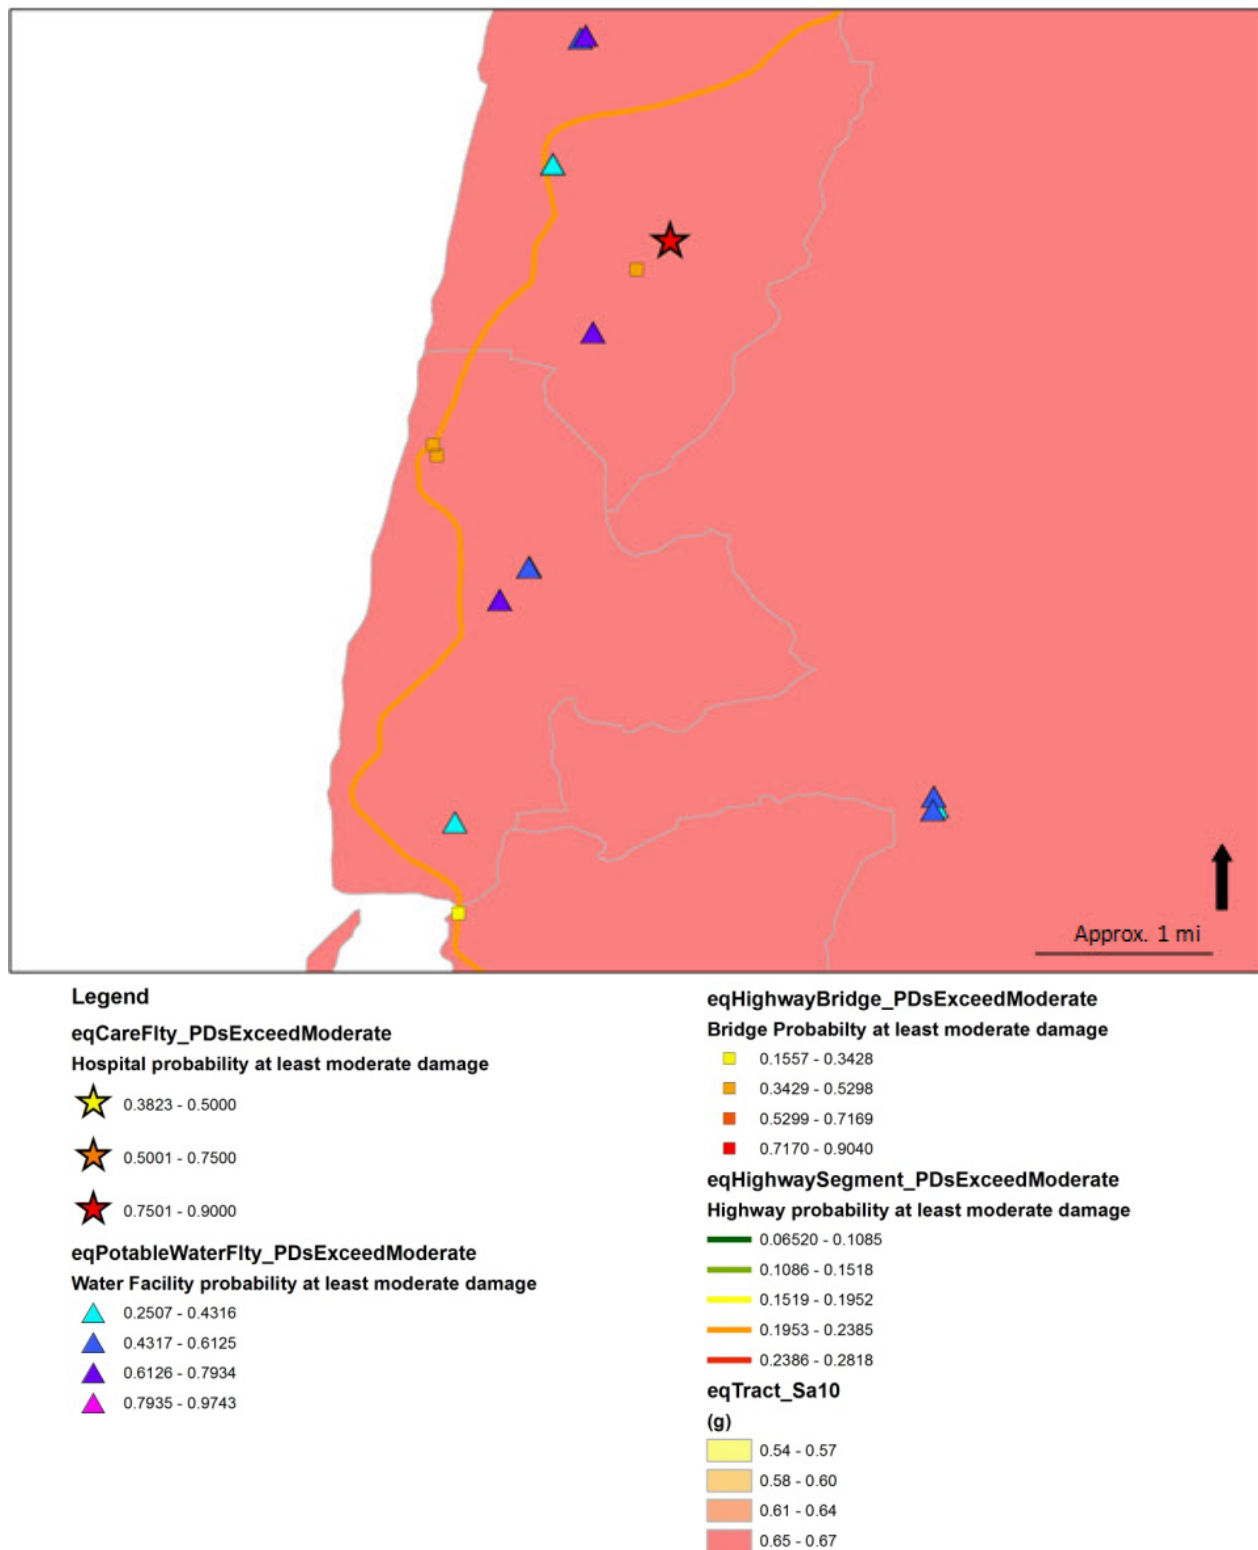 Approx. 1 mi
Legend
eqCareFlty_PDsExceedModerate
Hospital probability at least moderate damage
0.3823 - 0.5000
0.5001 - 0.7500
0.7501 - 0.9000
eqPotableWaterFlty_PDsExceedModerate
Water Facility probability at least moderate damage
0.2507 - 0.4316
0.4317 - 0.6125
0.6126 - 0.7934
0.7935 - 0.9743
eqHighwayBridge_PDsExceedModerate
Bridge Probabilty at least moderate damage
0.1557 - 0.3428
0.3429 - 0.5298
0.5299 - 0.7169
0.7170 - 0.9040
eqHighwaySegment_PDsExceedModerate
Highway probability at least moderate damage
0.06520 - 0.1085
0.1086 - 0.1518
0.1519 - 0.1952
0.1953 - 0.2385
0.2386 - 0.2818
eqTract_Sa10
(g)
0.54 - 0.57
0.58 - 0.60
0.61 - 0.64
0.65 - 0.67